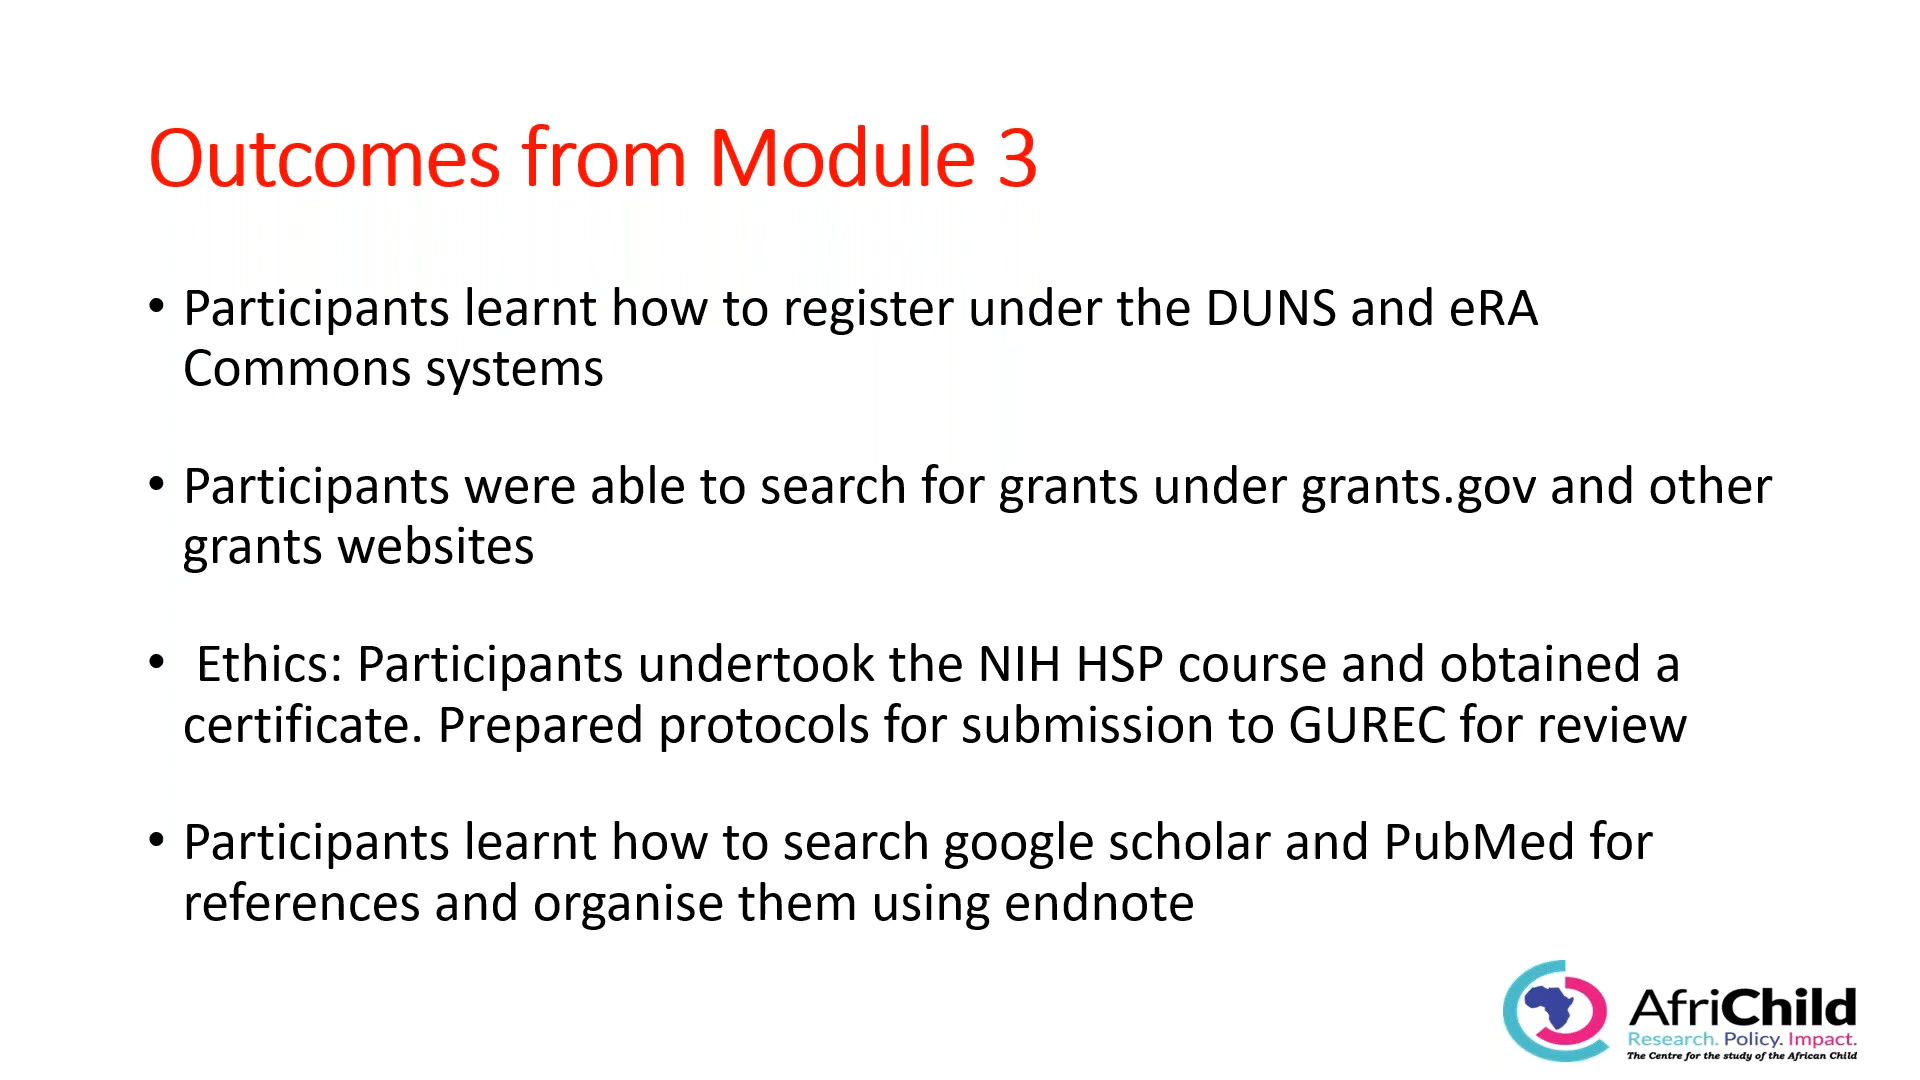 Outcomes from Module 3
• Participants learnt how to register under the DUNS and eRA
Commons systems
• Participants were able to search for grants under grants.gov and other
grants websites
• Ethics: Participants undertook the NIH HSP course and obtained a
certificate. Prepared protocols for submission to GUREC for review
• Participants learnt how to search google scholar and PubMed for
references and organise them using endnote
AfriChild
Research. Policy. Impact.
The Centre for the study of the African Child